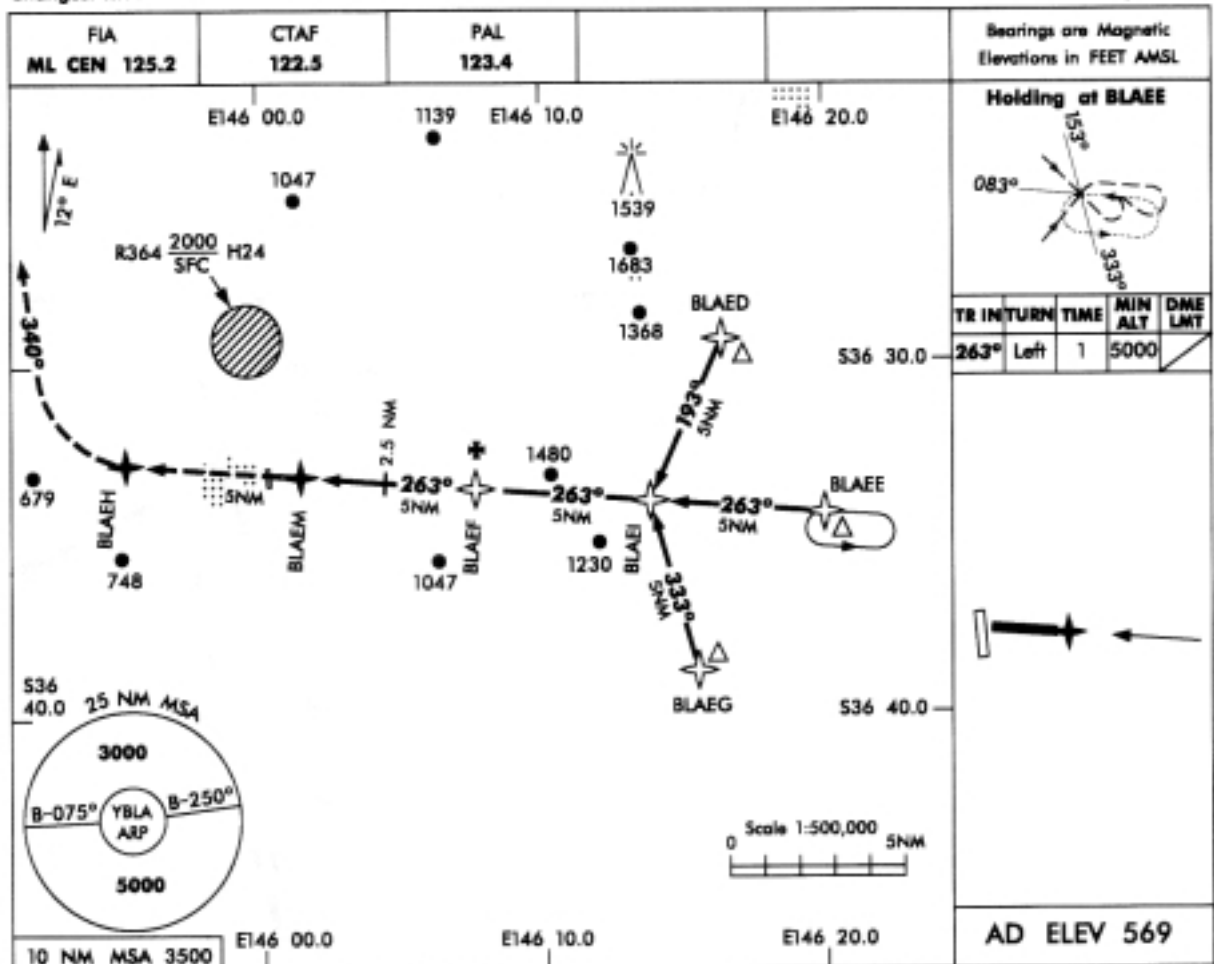 FIA
ML CEN 125.2
CTAF
122.5
PAL
123.4
Bearings are Magnetic
Elevations in FEET AMSL
E146 00.0
1139
E146 10.0
E146 20.0
Holding at BLAEE
153°
083°
333°
12° E
1047
1539
R364 2000 H24
SFC
1683
1368
BLAED
TR IN TURN TIME MIN ALT DME LMT
263° Left 1 5000
S36 30.0
340°
193°
5NM
2.5 NM
1480
BLAEE
679
5NM
263°
5NM
263°
5NM
263°
5NM
BLAEH
BLAEM
BLAEF
BLAEI
748
1047
1230
333°
5NM
BLAEG
S36
40.0
S36 40.0
25 NM MSA
3000
B-075°
YBLA
ARP
B-250°
5000
Scale 1:500,000
0
5NM
10 NM MSA 3500
E146 00.0
E146 10.0
E146 20.0
AD ELEV 569